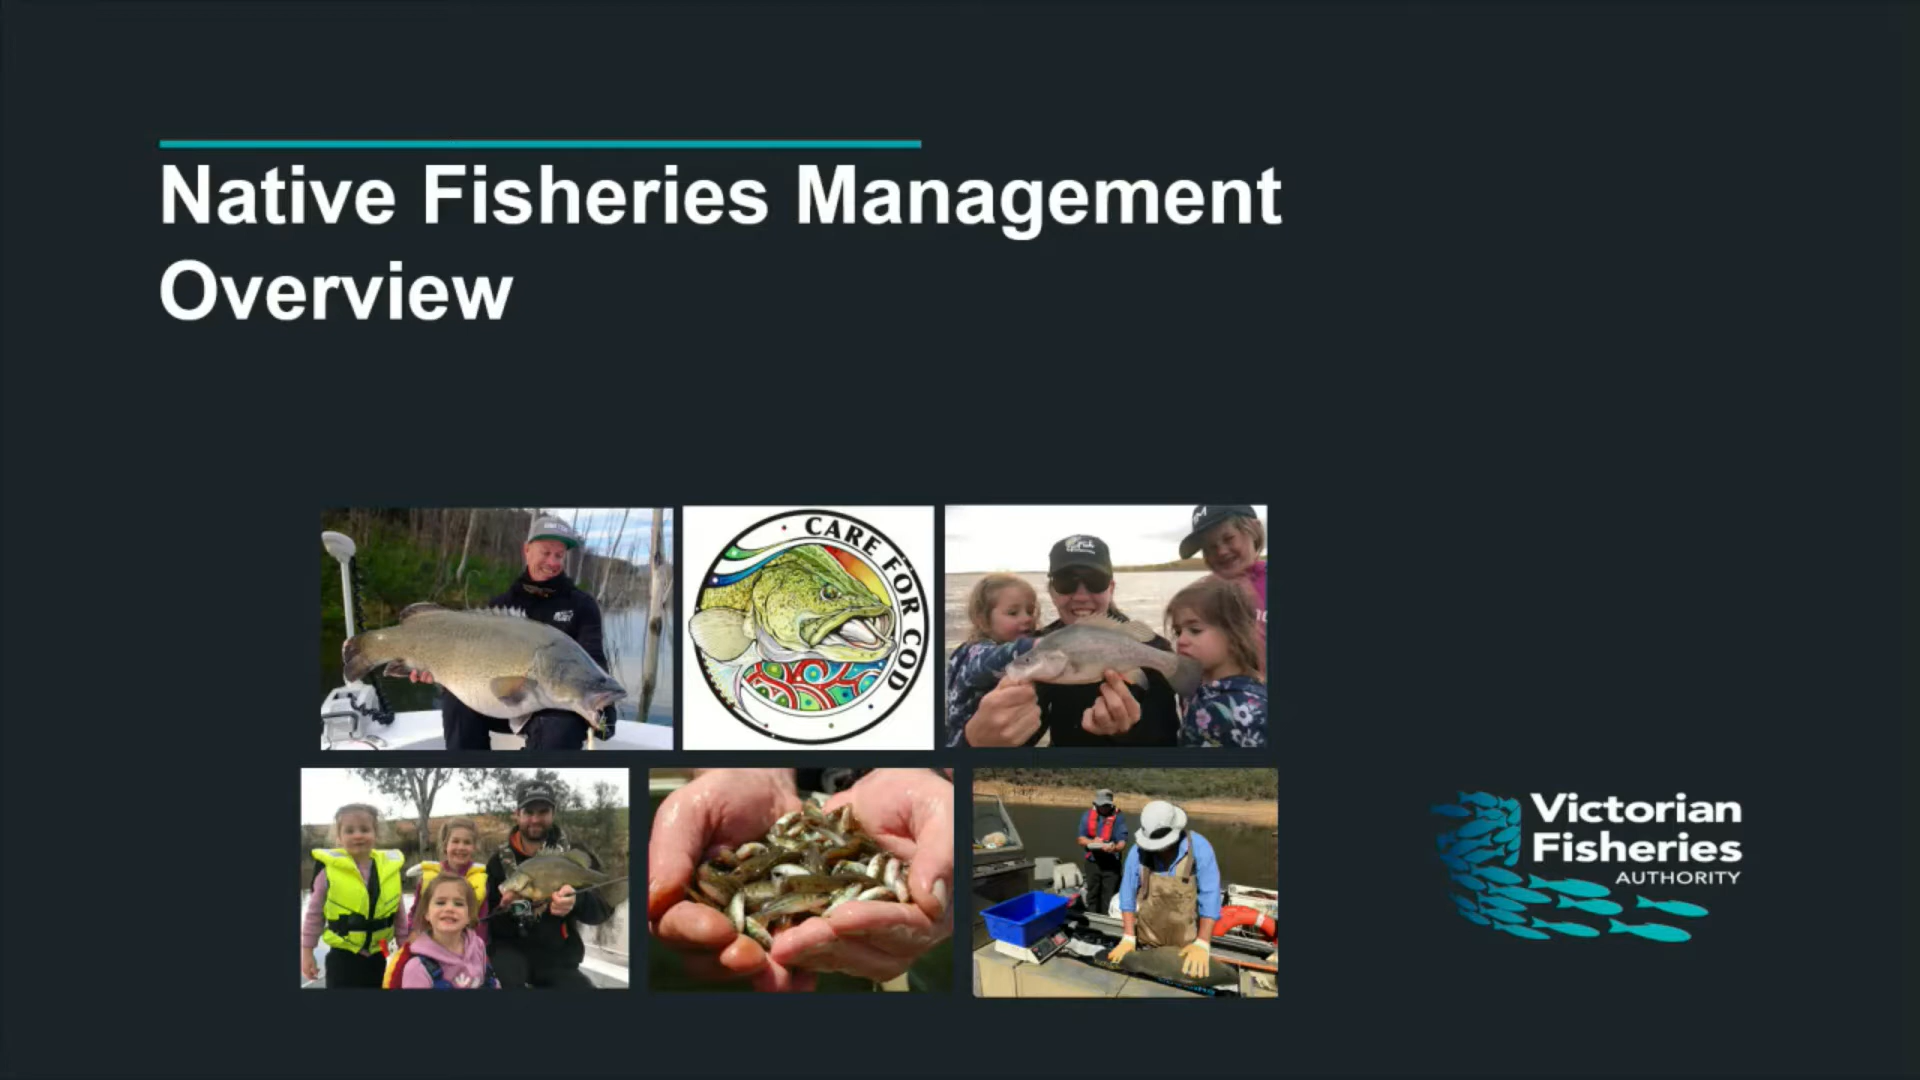 Native Fisheries Management
Overview
CARE FOR COD
Victorian
Fisheries
AUTHORITY